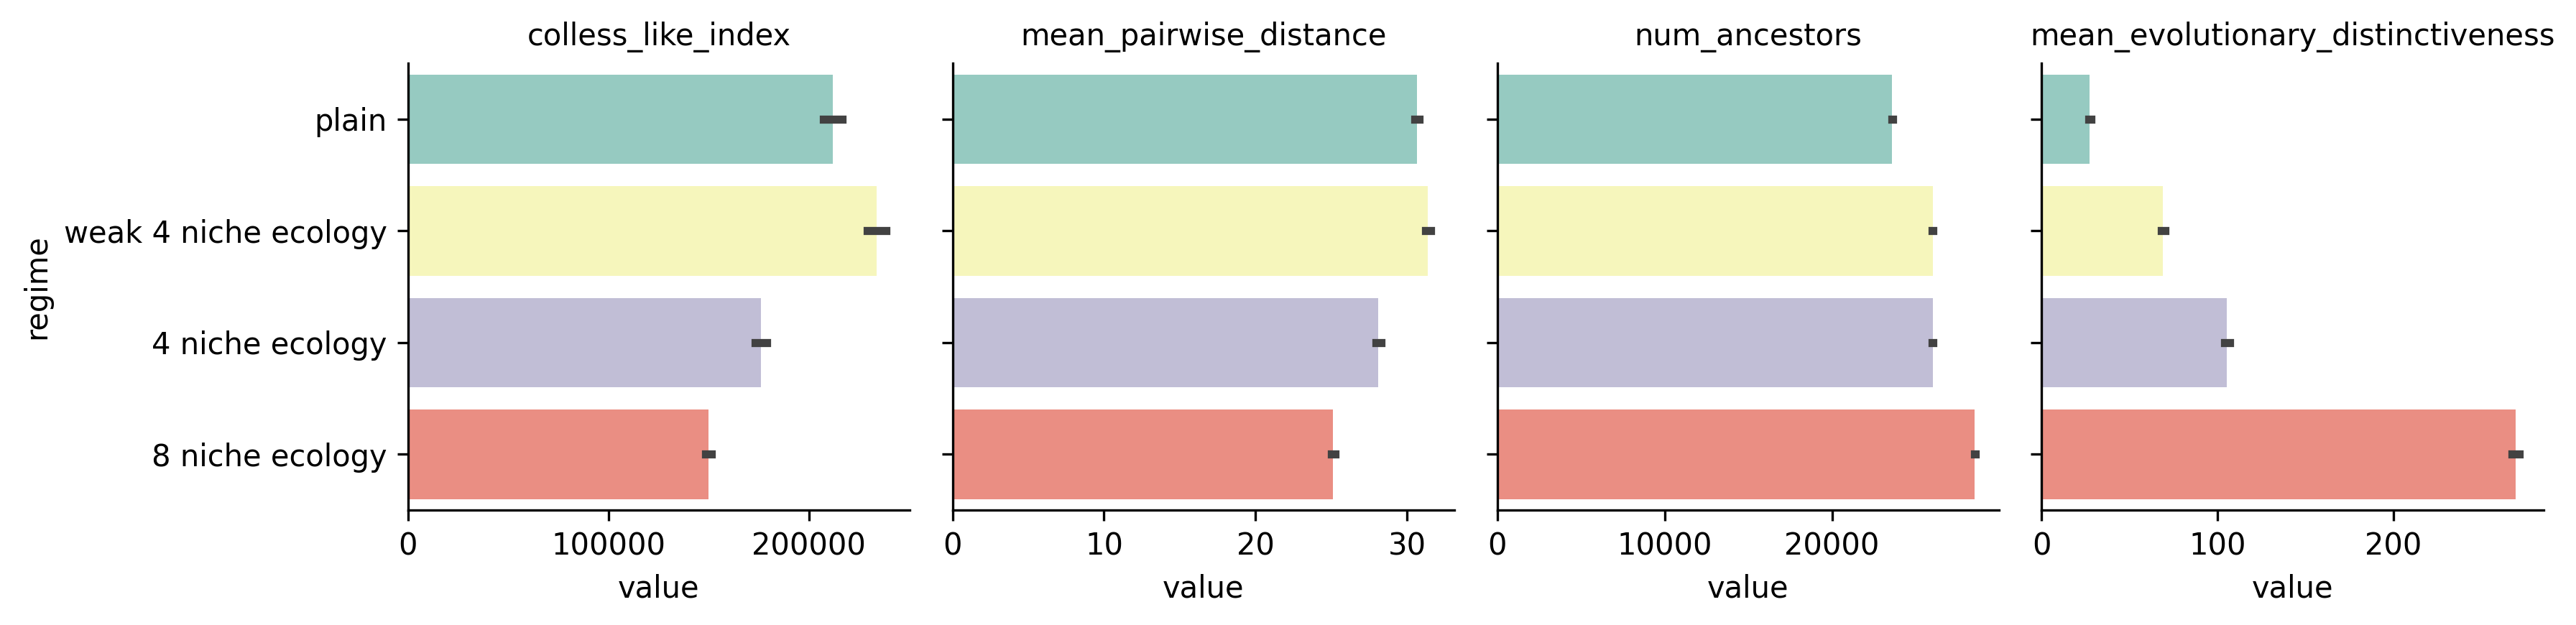 colless_like_index
mean_pairwise_distance
num_ancestors
mean_evolutionary_distinctiveness
regime
plain
weak 4 niche ecology
4 niche ecology
8 niche ecology
0 100000 200000
0 10 20 30
0 10000 20000
0 100 200
value
value
value
value